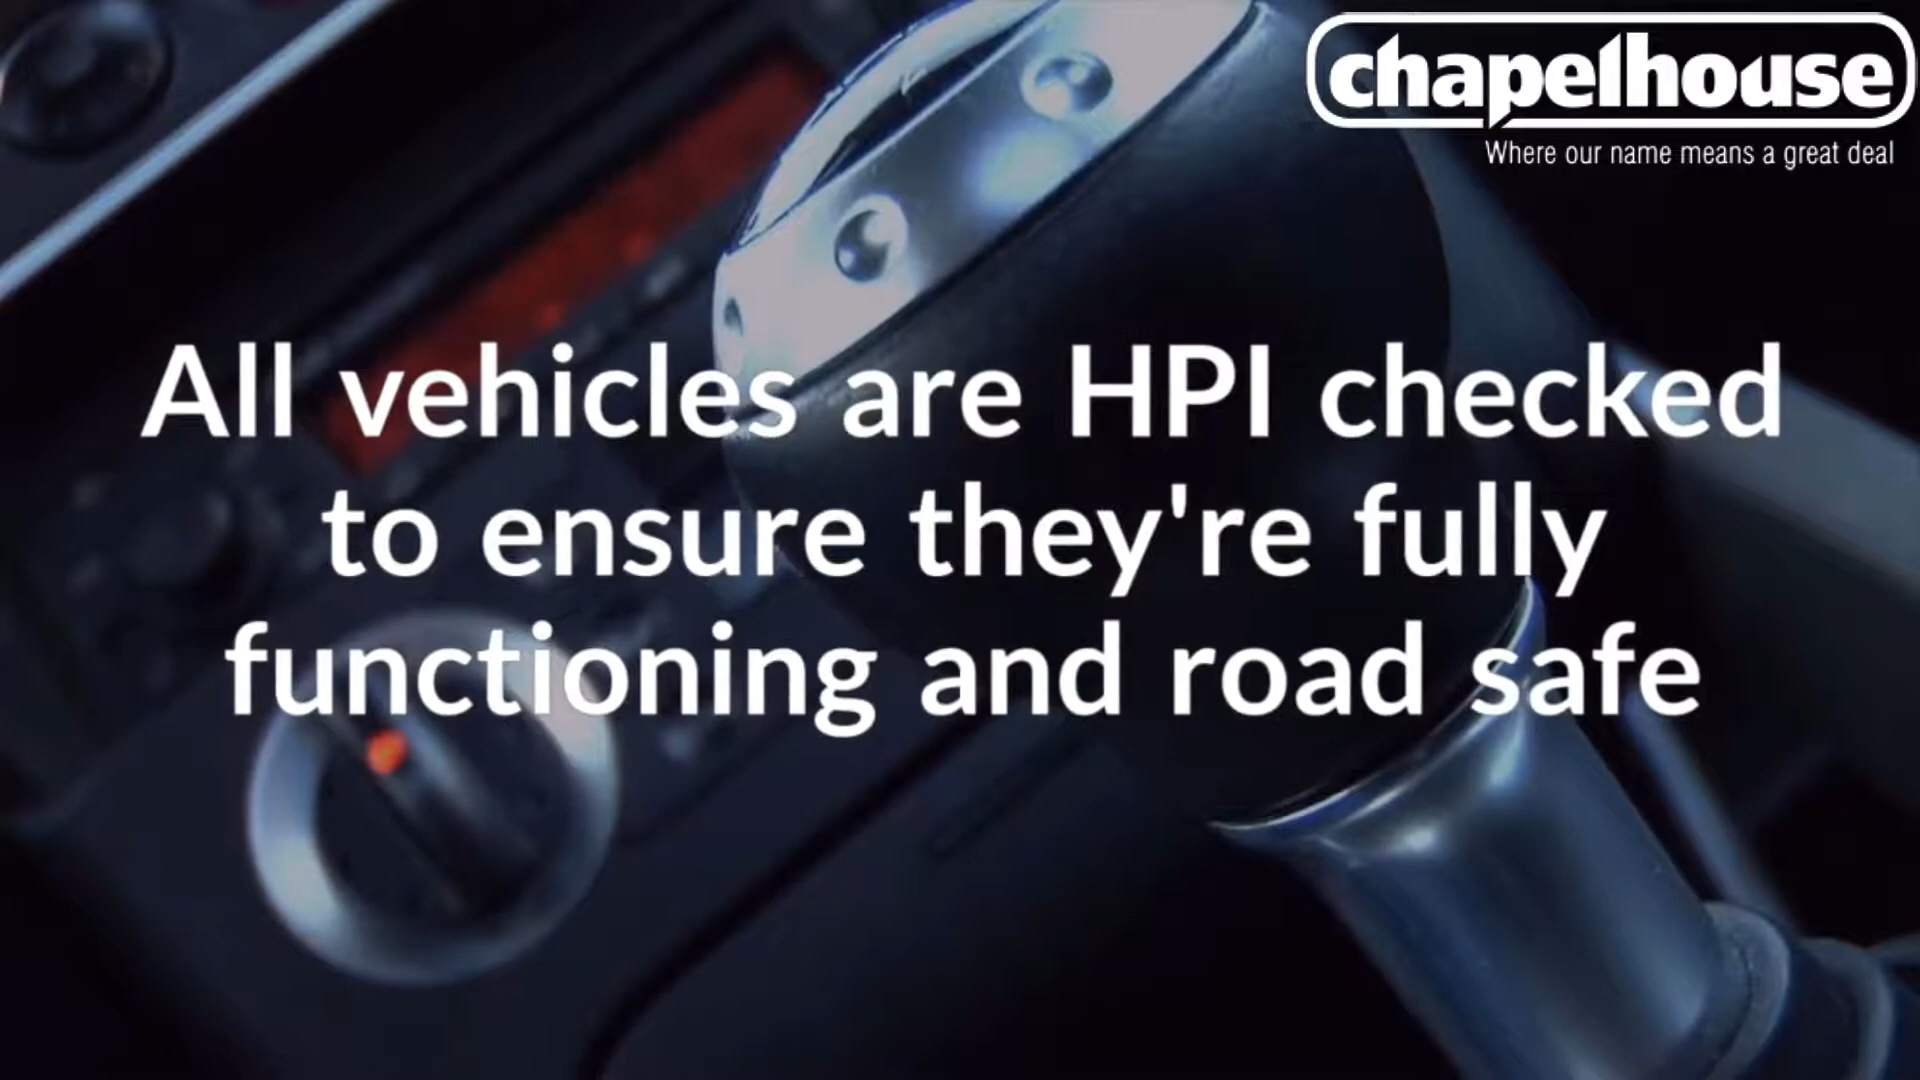 chapelhouse
Where our name means a great deal
All vehicles are HPI checked
to ensure they're fully
functioning and road safe